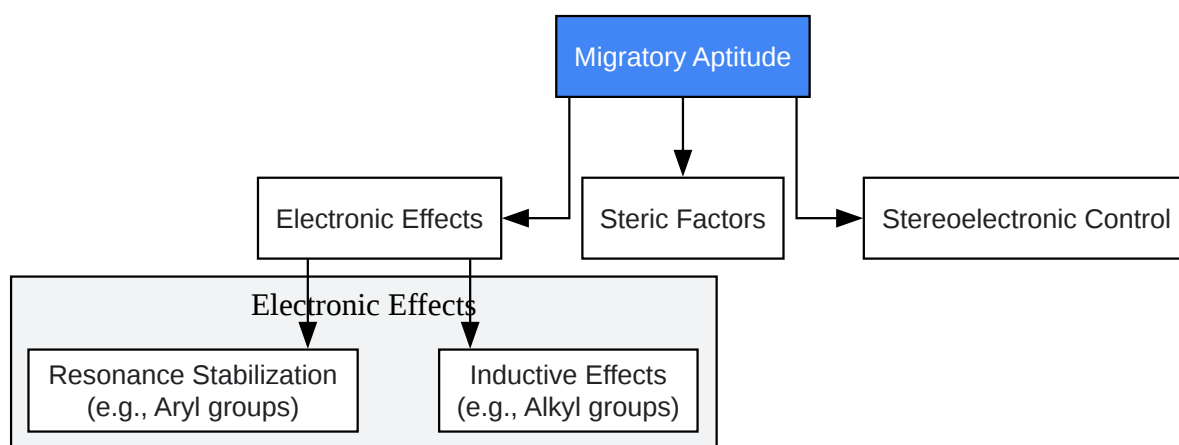 Migratory Aptitude
Electronic Effects
Steric Factors
Stereoelectronic Control
Electronic Effects
Resonance Stabilization
(e.g., Aryl groups)
Inductive Effects
(e.g., Alkyl groups)